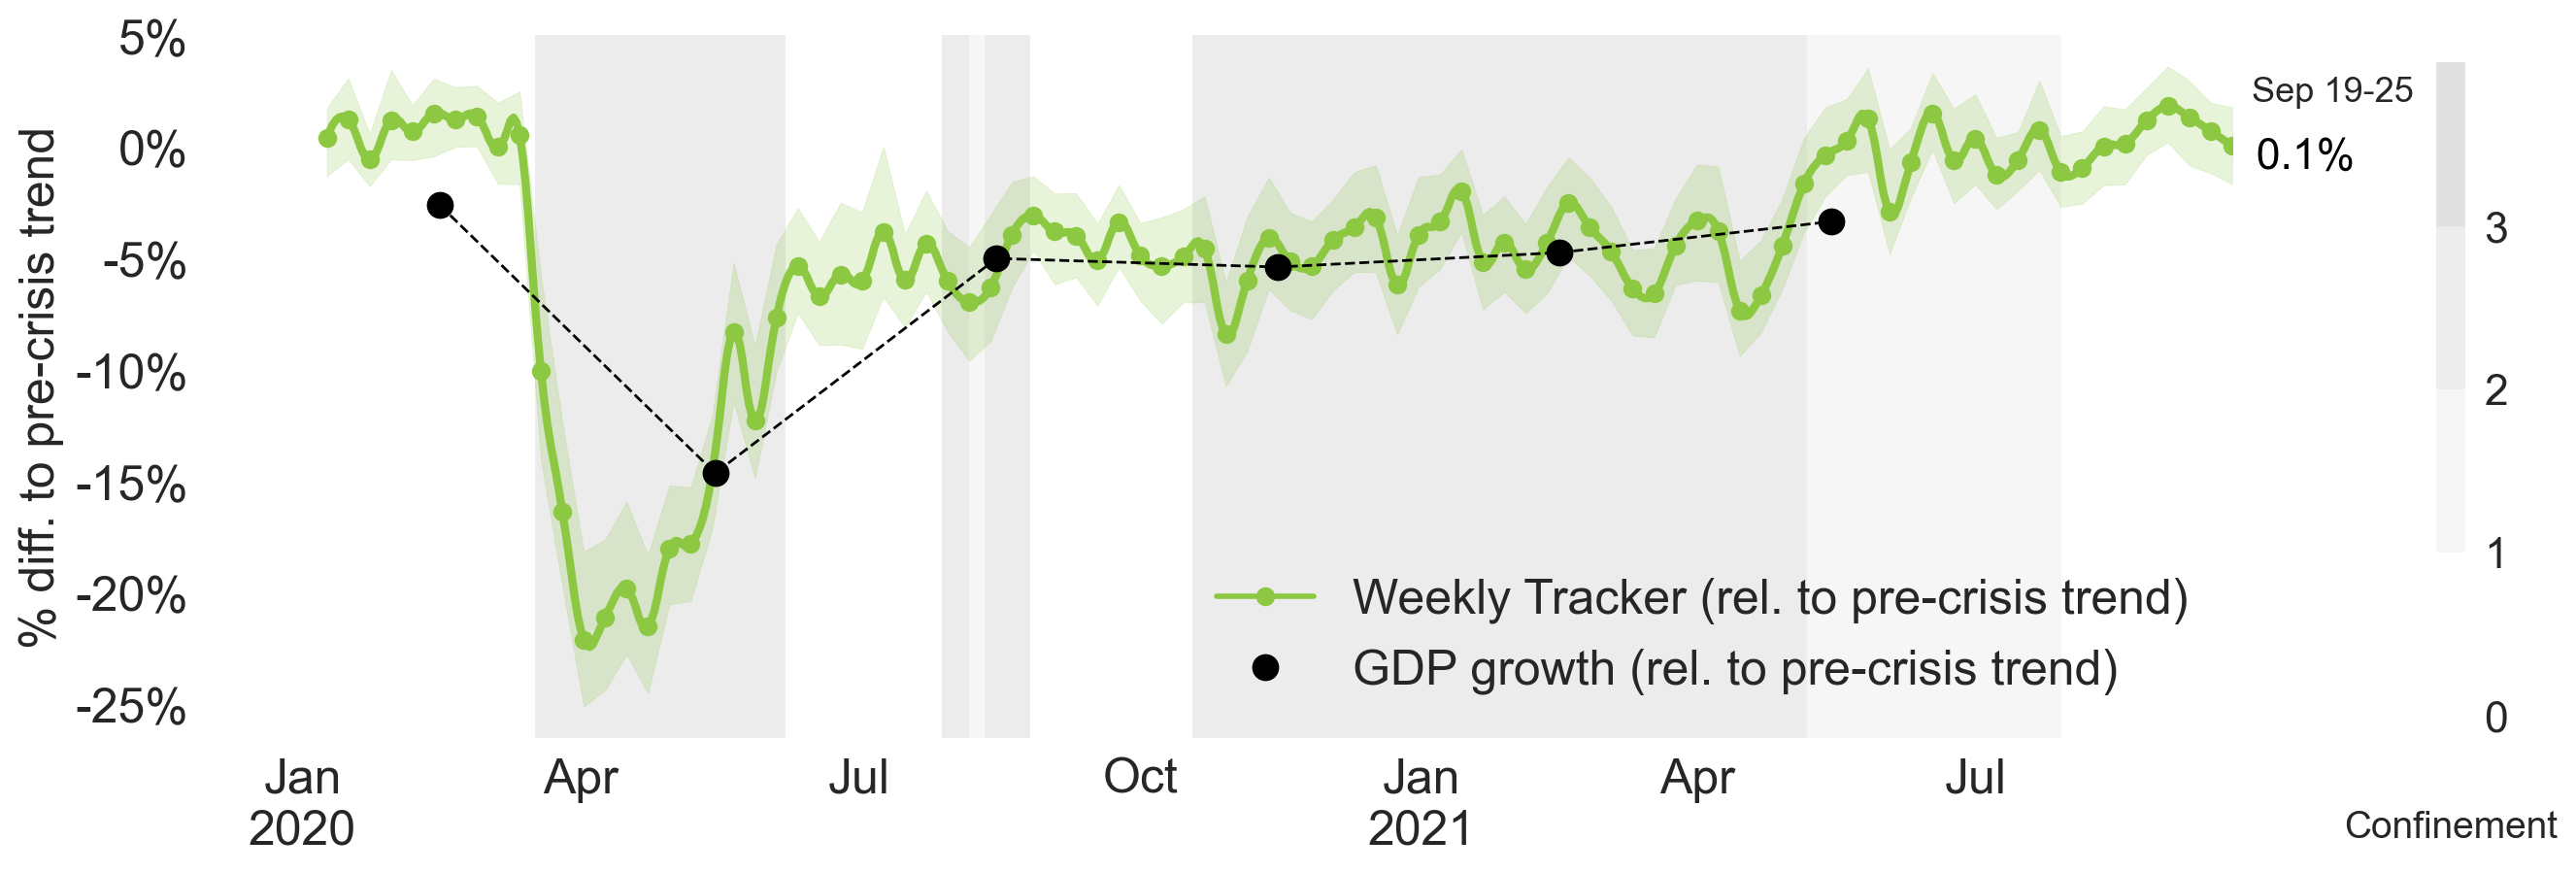 % diff. to pre-crisis trend
5%
0%
-5%
-10%
-15%
-20%
-25%
Jan
2020
Apr
Jul
Oct
Jan
2021
Apr
Jul
Weekly Tracker (rel. to pre-crisis trend)
GDP growth (rel. to pre-crisis trend)
Sep 19-25
0.1%
3
2
1
0
Confinement